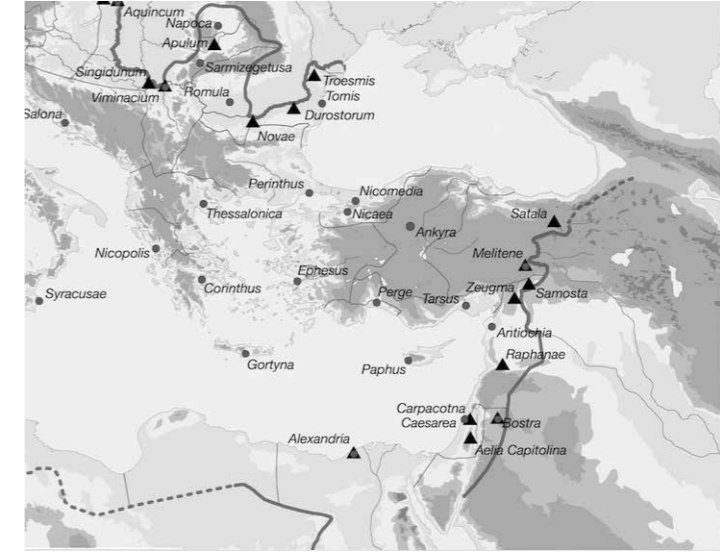 Aquincum
Napoca
Apulum
Sarmizegetusa
Singidunum
Troesmis
Viminacium
Romula
Tomis
Durostorum
Salona
Novae
Perinthus
Nicomedia
Thessalonica
Nicaea
Satala
Ankyra
Nicopolis
Melitene
Ephesus
Corinthus
Zeugma
Samosta
Syracusae
Perge
Tarsus
Antiochia
Raphanae
Gortyna
Paphus
Carpacotna
Caesarea
Bostra
Alexandria
Aelia Capitolina